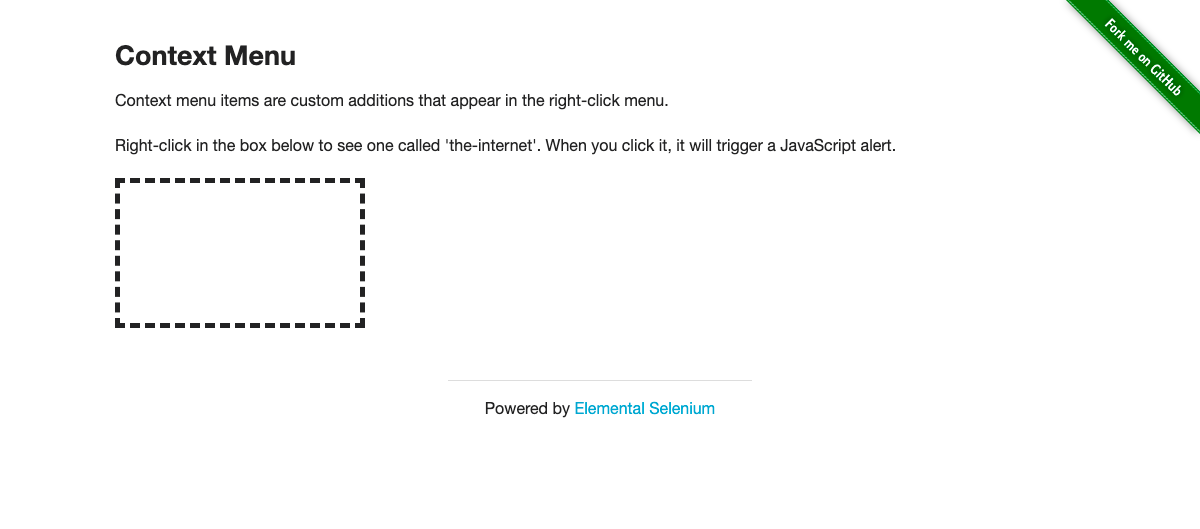 Fork me on GitHub
Context Menu
Context menu items are custom additions that appear in the right-click menu.
Right-click in the box below to see one called 'the-internet'. When you click it, it will trigger a JavaScript alert.
Powered by Elemental Selenium